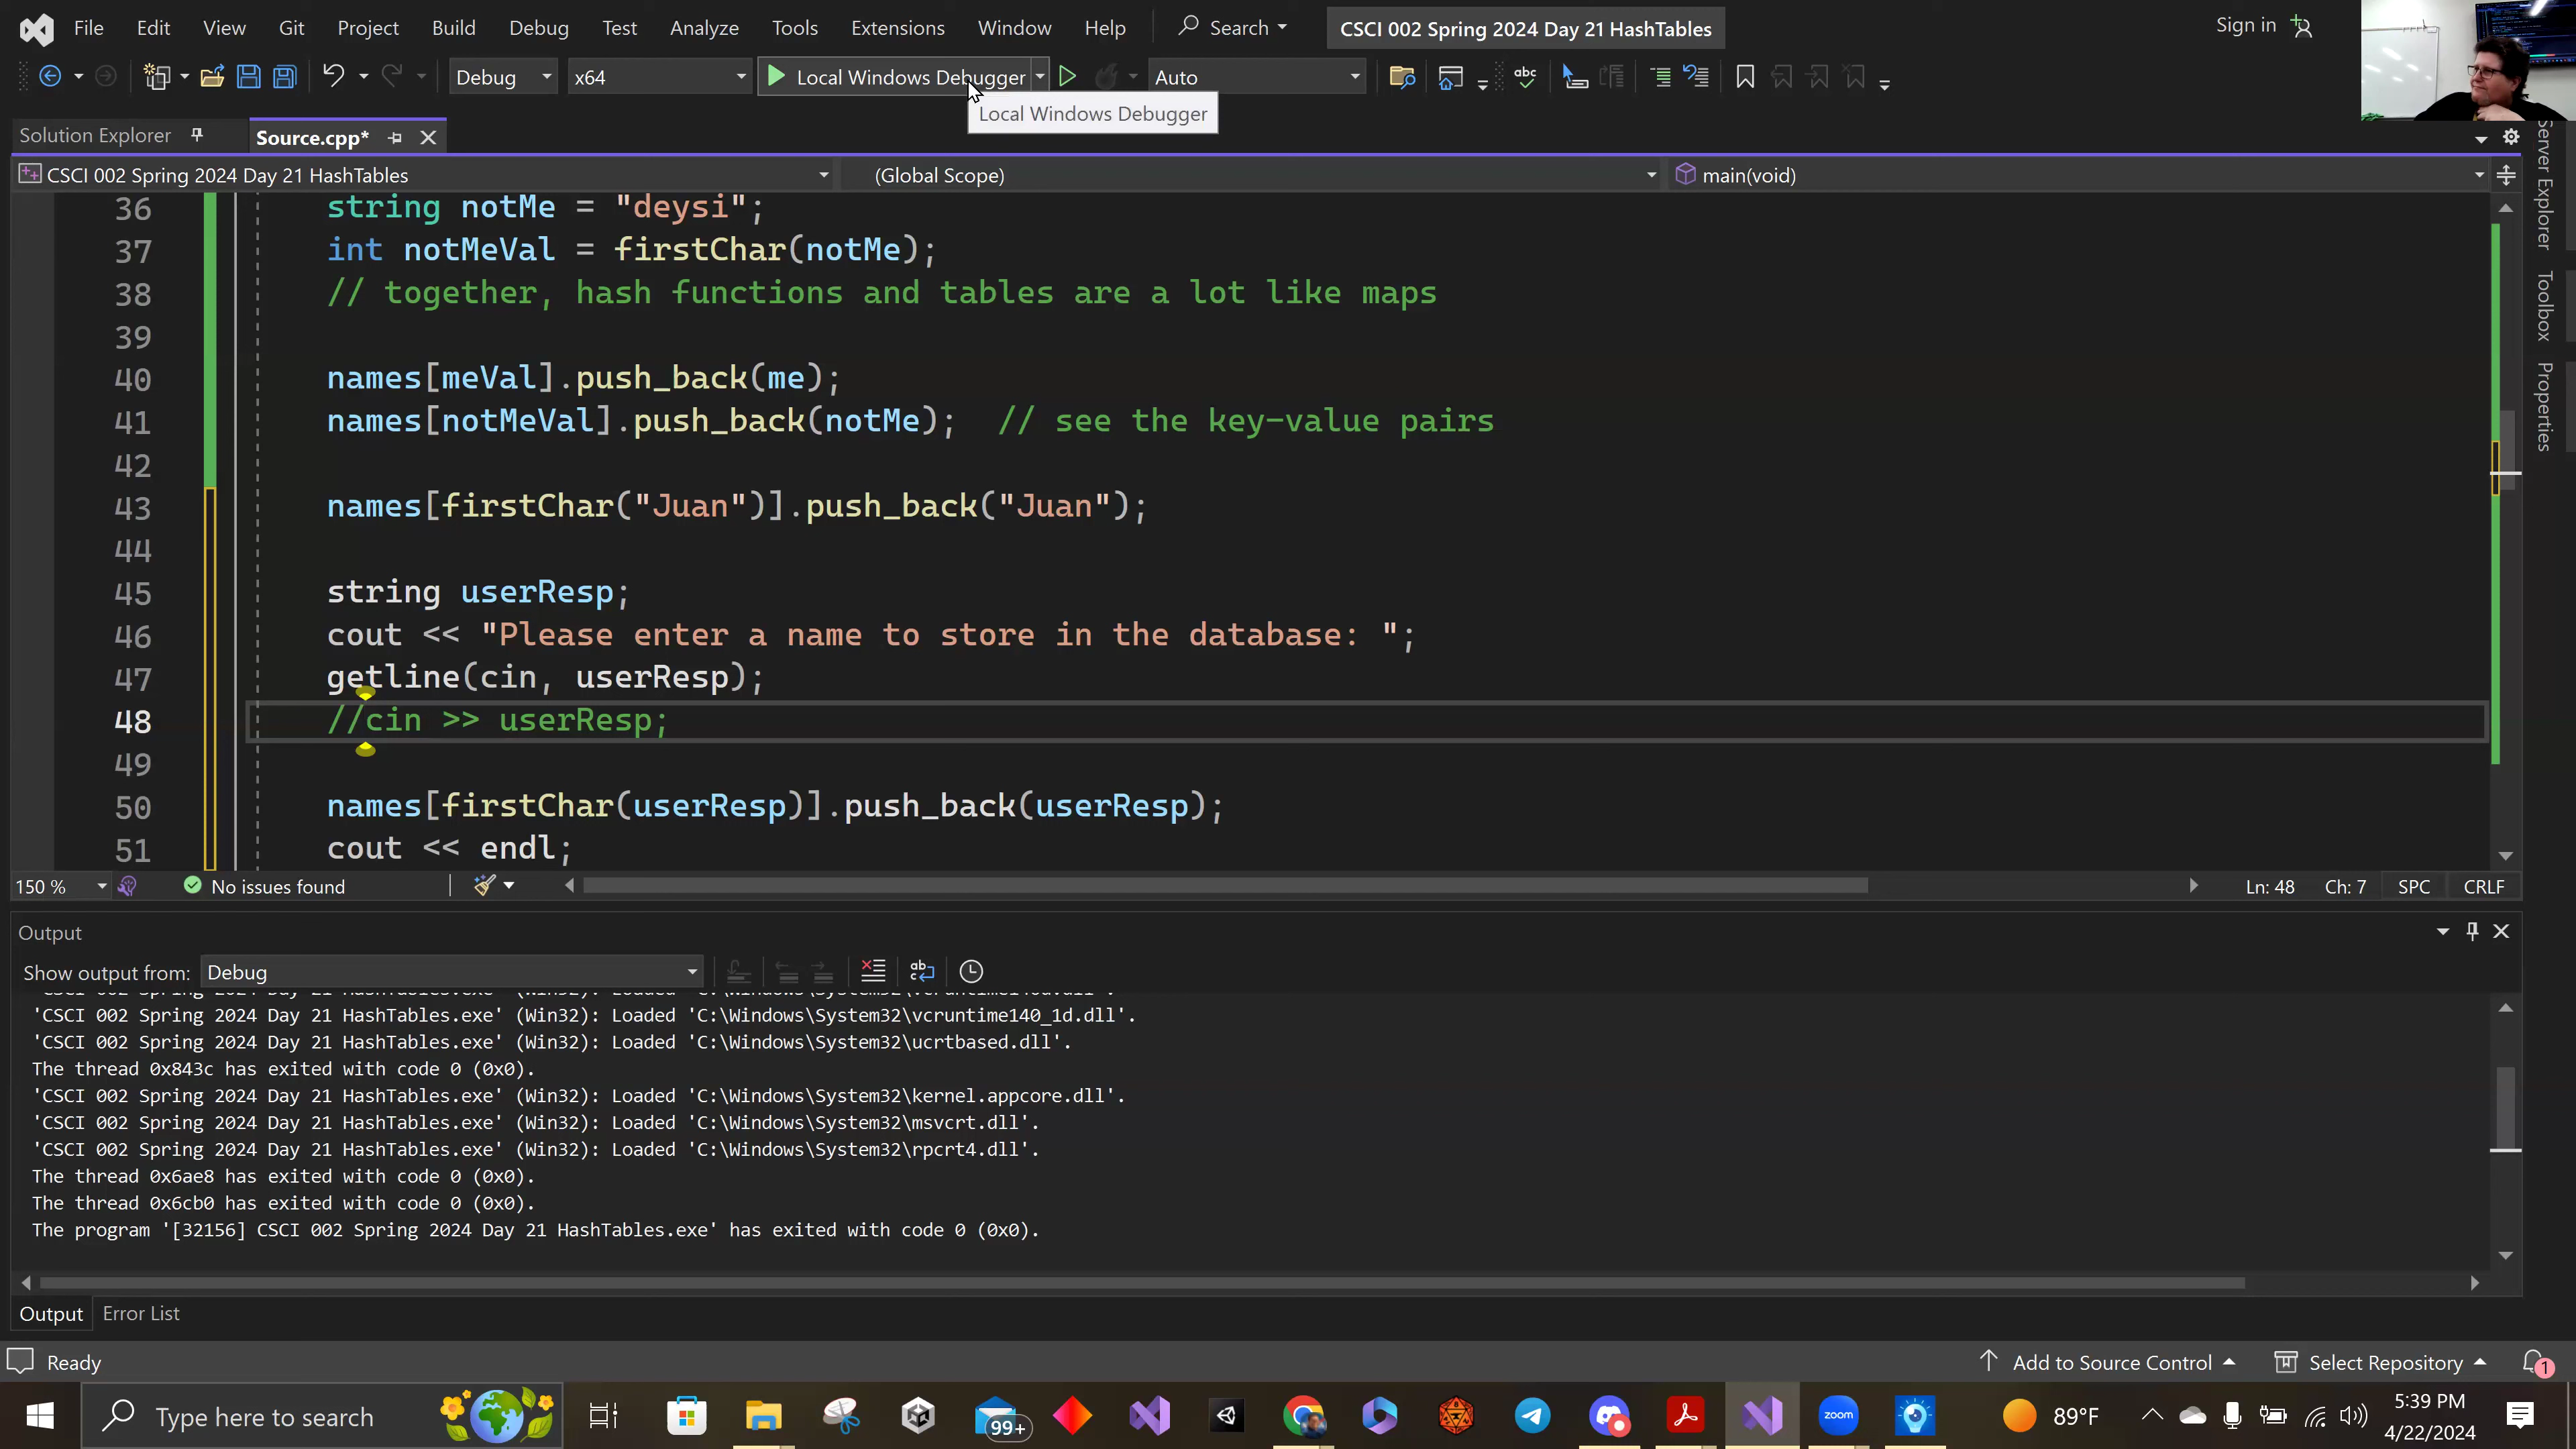 File Edit View Git Project Build Debug Test Analyze Tools Extensions Window Help Search CSCI 002 Spring 2024 Day 21 HashTables Sign in
Debug x64 Local Windows Debugger Auto
Local Windows Debugger
Solution Explorer Source.cpp*
CSCI 002 Spring 2024 Day 21 HashTables (Global Scope) main(void)
Server Explorer
Toolbox
Properties
36 string notMe = "deysi";
37 int notMeVal = firstChar(notMe);
38 // together, hash functions and tables are a lot like maps
39
40 names[meVal].push_back(me);
41 names[notMeVal].push_back(notMe); // see the key-value pairs
42
43 names[firstChar("Juan")].push_back("Juan");
44
45 string userResp;
46 cout << "Please enter a name to store in the database: ";
47 getline(cin, userResp);
48 //cin >> userResp;
49
50 names[firstChar(userResp)].push_back(userResp);
51 cout << endl;
150 % No issues found Ln: 48 Ch: 7 SPC CRLF
Output
Show output from: Debug
'CSCI 002 Spring 2024 Day 21 HashTables.exe' (Win32): Loaded 'C:\Windows\System32\vcruntime140_1d.dll'.
'CSCI 002 Spring 2024 Day 21 HashTables.exe' (Win32): Loaded 'C:\Windows\System32\ucrtbased.dll'.
The thread 0x843c has exited with code 0 (0x0).
'CSCI 002 Spring 2024 Day 21 HashTables.exe' (Win32): Loaded 'C:\Windows\System32\kernel.appcore.dll'.
'CSCI 002 Spring 2024 Day 21 HashTables.exe' (Win32): Loaded 'C:\Windows\System32\msvcrt.dll'.
'CSCI 002 Spring 2024 Day 21 HashTables.exe' (Win32): Loaded 'C:\Windows\System32\rpcrt4.dll'.
The thread 0x6ae8 has exited with code 0 (0x0).
The thread 0x6cb0 has exited with code 0 (0x0).
The program '[32156] CSCI 002 Spring 2024 Day 21 HashTables.exe' has exited with code 0 (0x0).
Output Error List
Ready Add to Source Control Select Repository 1
Type here to search 99+ zoom 89°F 5:39 PM
4/22/2024